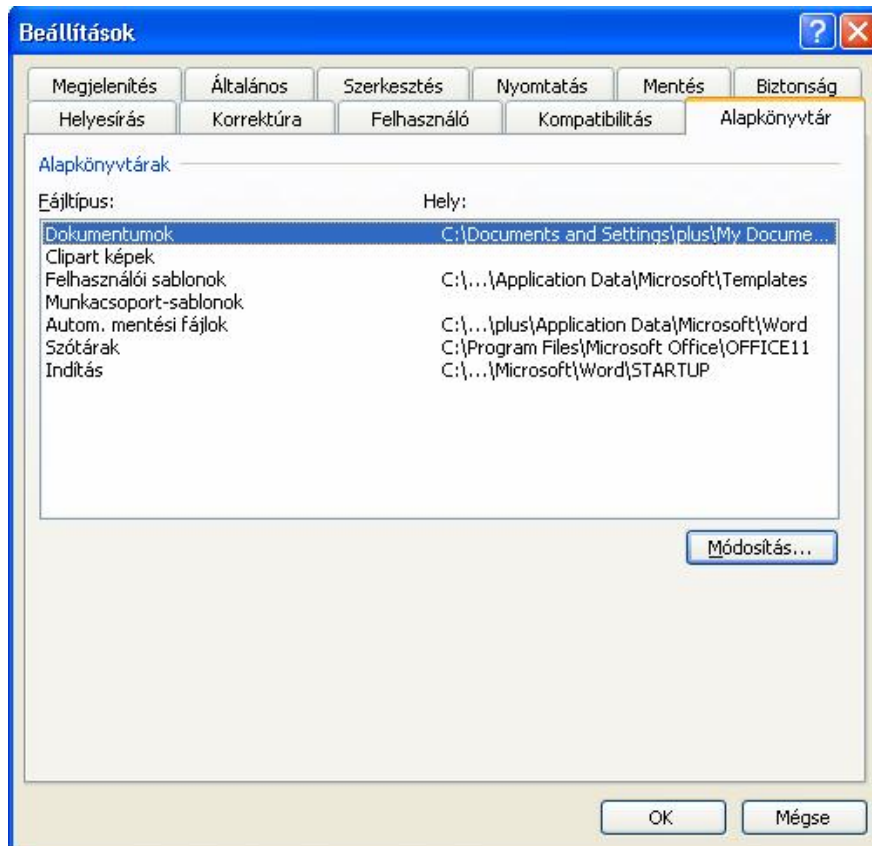 Beállítások
Megjelenítés Általános Szerkesztés Nyomtatás Mentés Biztonság
Helyesírás Korrektúra Felhasználó Kompatibilitás Alapkönyvtár
Alapkönyvtárak
Fájltípus: Hely:
Dokumentumok C:\Documents and Settings\plus\My Docume...
Clipart képek
Felhasználói sablonok C:\...\Application Data\Microsoft\Templates
Munkacsoport-sablonok
Autom. mentési fájlok C:\...\plus\Application Data\Microsoft\Word
Szótárak C:\Program Files\Microsoft Office\OFFICE11
Indítás C:\...\Microsoft\Word\STARTUP
Módosítás...
OK Mégse